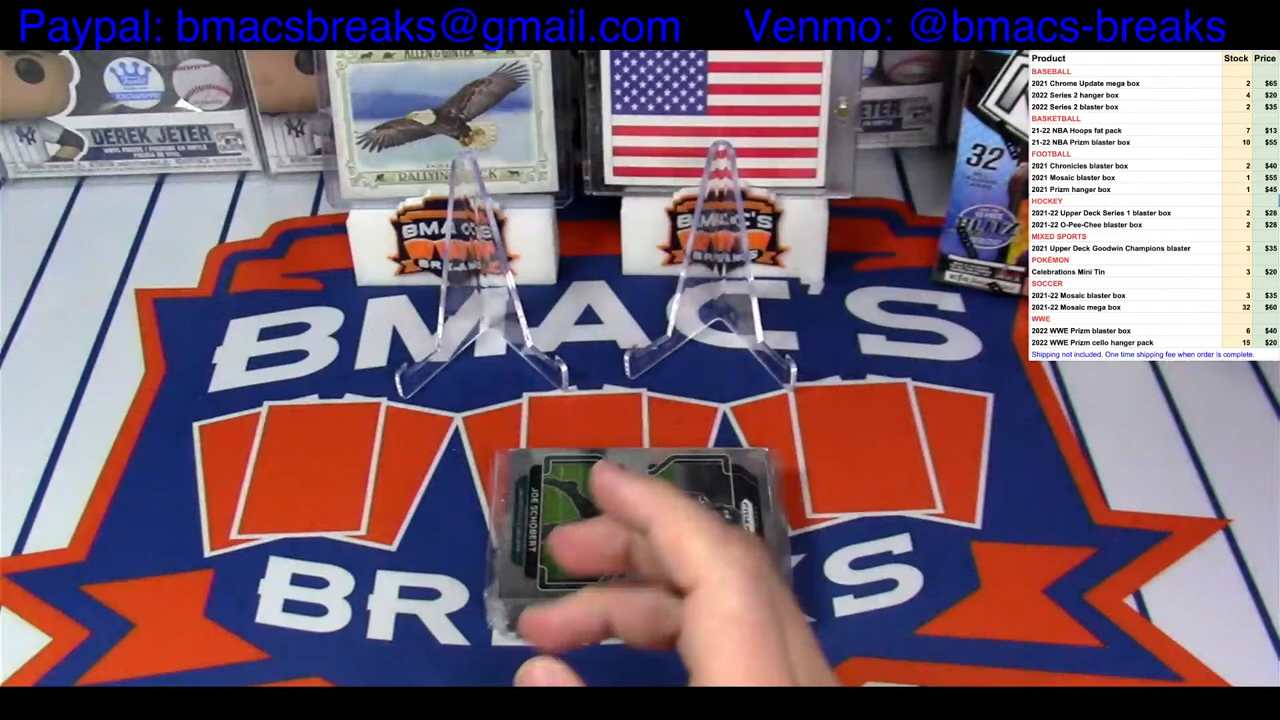 Paypal: bmacsbreaks@gmail.com Venmo: @bmacs-breaks
ALLEN & GINTER
DEREK JETER
32
Product Stock Price
BASEBALL
2021 Chrome Update mega box 2 $65
2022 Series 2 hanger box 4 $20
2022 Series 2 blaster box 2 $35
BASKETBALL
21-22 NBA Hoops fat pack 7 $13
21-22 NBA Prizm blaster box 10 $55
FOOTBALL
2021 Chronicles blaster box 2 $40
2021 Mosaic blaster box 1 $55
2021 Prizm hanger box 1 $45
HOCKEY
2021-22 Upper Deck Series 1 blaster box 2 $28
2021-22 O-Pee-Chee blaster box 2 $28
MIXED SPORTS
2021 Upper Deck Goodwin Champions blaster 3 $35
POKÉMON
Celebrations Mini Tin 3 $20
SOCCER
2021-22 Mosaic blaster box 3 $35
2021-22 Mosaic mega box 32 $60
WWE
2022 WWE Prizm blaster box 6 $40
2022 WWE Prizm cello hanger pack 15 $20
Shipping not included. One time shipping fee when order is complete.
BMAC'S
BMAC'S
JOE SCHOBERT